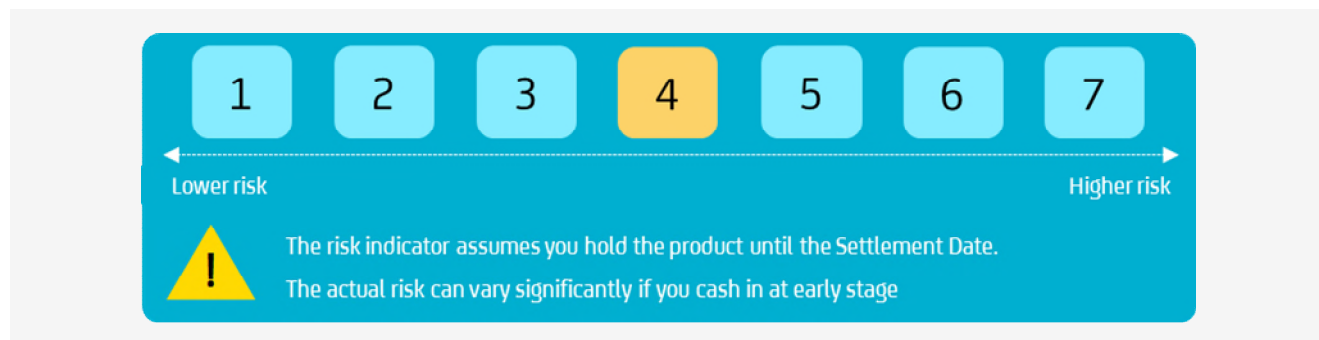 1 2 3 4 5 6 7
Lower risk Higher risk
! The risk indicator assumes you hold the product until the Settlement Date.
The actual risk can vary significantly if you cash in at early stage